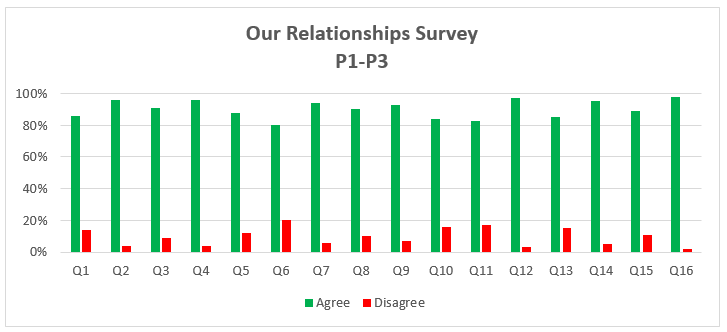 Our Relationships Survey
P1-P3
100%
80%
60%
40%
20%
0%
Q1 Q2 Q3 Q4 Q5 Q6 Q7 Q8 Q9 Q10 Q11 Q12 Q13 Q14 Q15 Q16
Agree Disagree